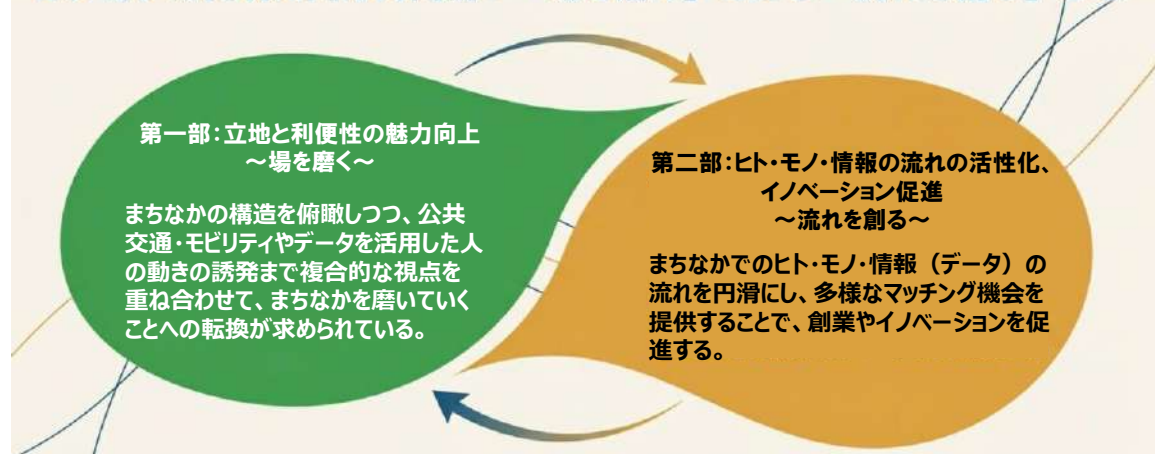 第一部：立地と利便性の魅力向上
～場を磨く～
まちなかの構造を俯瞰しつつ、公共
交通・モビリティやデータを活用した人
の動きの誘発まで複合的な視点を
重ね合わせて、まちなかを磨いていく
ことへの転換が求められている。
第二部：ヒト・モノ・情報の流れの活性化、
イノベーション促進
～流れを創る～
まちなかでのヒト・モノ・情報（データ）の
流れを円滑にし、多様なマッチング機会を
提供することで、創業やイノベーションを促
進する。